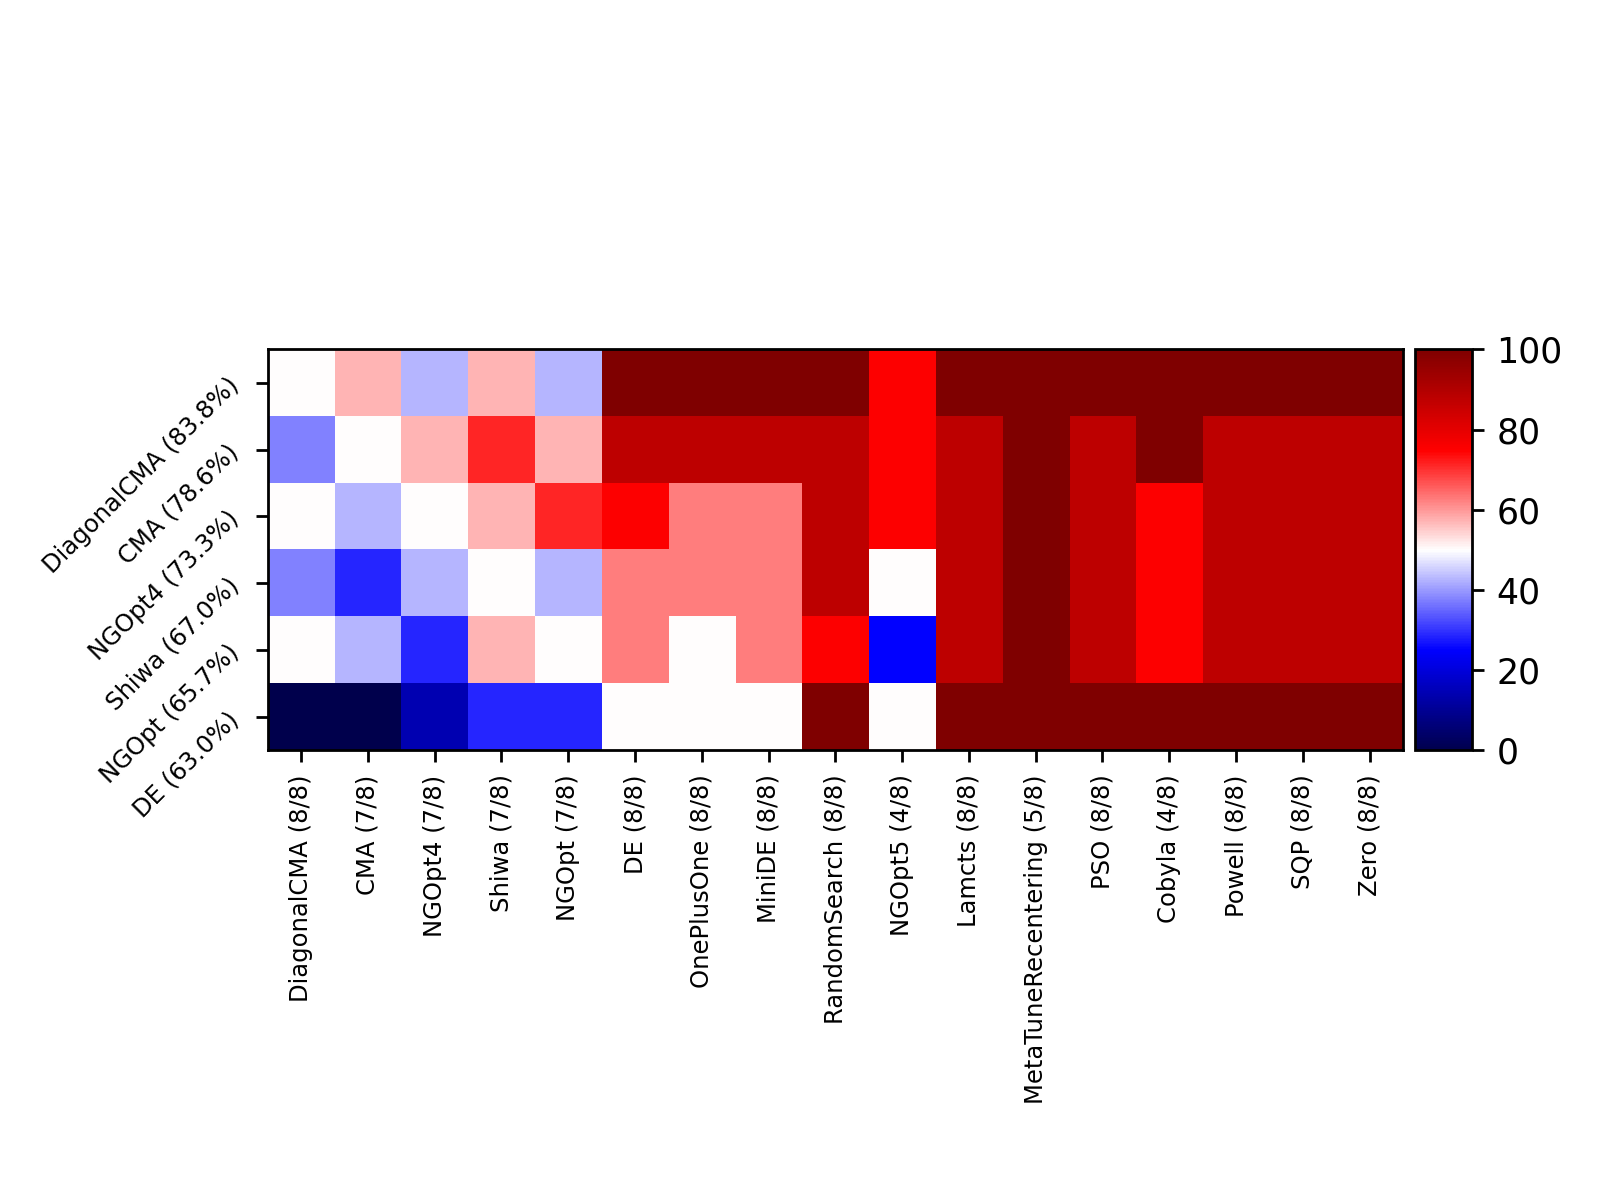 DiagonalCMA (83.8%)
CMA (78.6%)
NGOpt4 (73.3%)
Shiwa (67.0%)
NGOpt (65.7%)
DE (63.0%)
DiagonalCMA (8/8)
CMA (7/8)
NGOpt4 (7/8)
Shiwa (7/8)
NGOpt (7/8)
DE (8/8)
OnePlusOne (8/8)
MiniDE (8/8)
RandomSearch (8/8)
NGOpt5 (4/8)
Lamcts (8/8)
MetaTuneRecentering (5/8)
PSO (8/8)
Cobyla (4/8)
Powell (8/8)
SQP (8/8)
Zero (8/8)
100
80
60
40
20
0